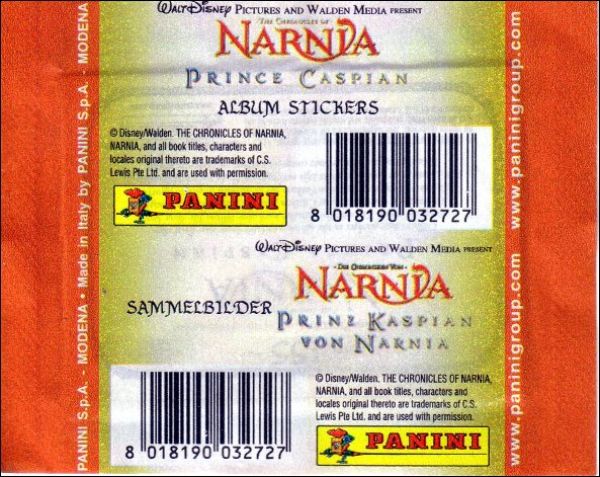 WALT DISNEY PICTURES AND WALDEN MEDIA PRESENT
THE CHRONICLES OF
NARNIA
PRINCE CASPIAN
ALBUM STICKERS
© Disney/Walden. THE CHRONICLES OF NARNIA,
NARNIA, and all book titles, characters and
locales original thereto are trademarks of C.S.
Lewis Pte Ltd. and are used with permission.
PANINI
8 018190 032727
WALT DISNEY PICTURES AND WALDEN MEDIA PRESENT
DIE CHRONIKEN VON
NARNIA
SAMMELBILDER
PRINZ KASPIAN
VON NARNIA
8 018190 032727
© Disney/Walden. THE CHRONICLES OF NARNIA,
NARNIA, and all book titles, characters and
locales original thereto are trademarks of C.S.
Lewis Pte Ltd. and are used with permission.
PANINI
PANINI S.p.A. - MODENA • Made in Italy by PANINI S.p.A. - MODENA
www.paninigroup.com www.paninigroup.com